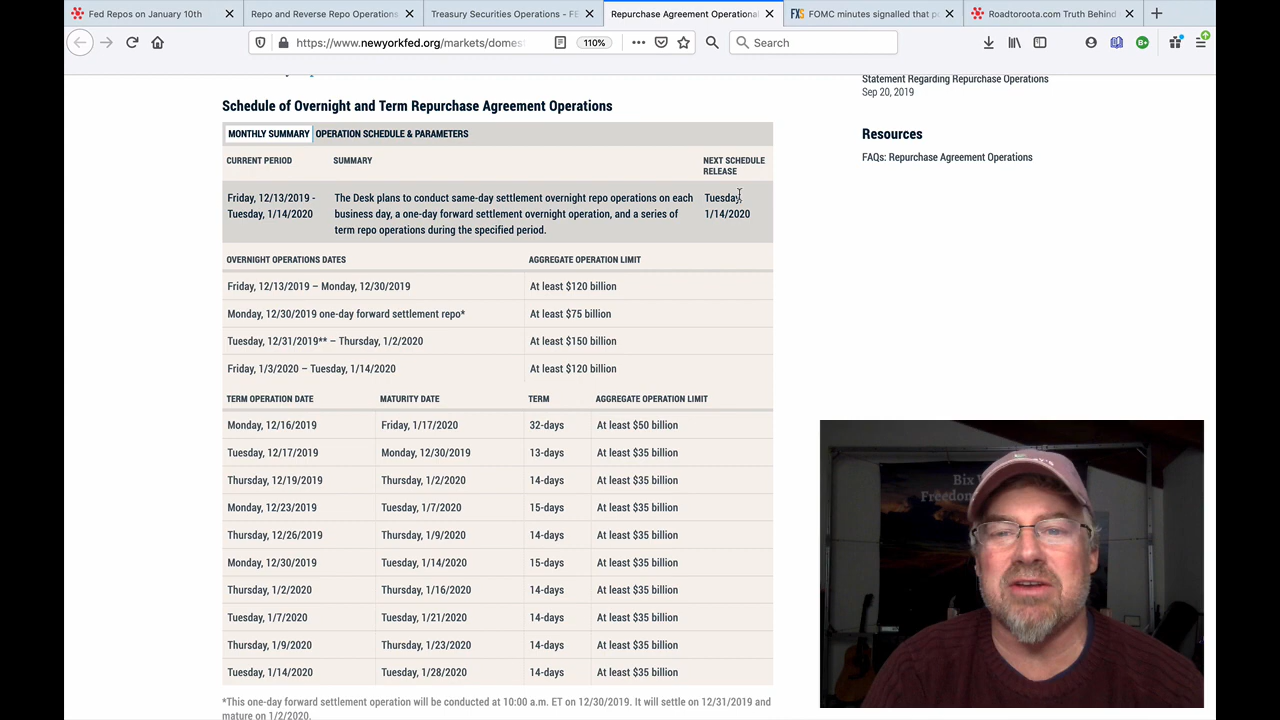 Fed Repos on January 10th
Repo and Reverse Repo Operations
Treasury Securities Operations – FE
Repurchase Agreement Operational
FOMC minutes signalled that p
Roadtoroota.com Truth Behind
https://www.newyorkfed.org/markets/domest
110%
Search
Statement Regarding Repurchase Operations
Sep 20, 2019
Schedule of Overnight and Term Repurchase Agreement Operations
Resources
MONTHLY SUMMARY OPERATION SCHEDULE & PARAMETERS
FAQs: Repurchase Agreement Operations
CURRENT PERIOD SUMMARY NEXT SCHEDULE
RELEASE
Friday, 12/13/2019 - The Desk plans to conduct same-day settlement overnight repo operations on each Tuesday,
Tuesday, 1/14/2020 business day, a one-day forward settlement overnight operation, and a series of 1/14/2020
term repo operations during the specified period.
OVERNIGHT OPERATIONS DATES AGGREGATE OPERATION LIMIT
Friday, 12/13/2019 – Monday, 12/30/2019 At least $120 billion
Monday, 12/30/2019 one-day forward settlement repo* At least $75 billion
Tuesday, 12/31/2019** – Thursday, 1/2/2020 At least $150 billion
Friday, 1/3/2020 – Tuesday, 1/14/2020 At least $120 billion
TERM OPERATION DATE MATURITY DATE TERM AGGREGATE OPERATION LIMIT
Monday, 12/16/2019 Friday, 1/17/2020 32-days At least $50 billion
Tuesday, 12/17/2019 Monday, 12/30/2019 13-days At least $35 billion
Thursday, 12/19/2019 Thursday, 1/2/2020 14-days At least $35 billion
Monday, 12/23/2019 Tuesday, 1/7/2020 15-days At least $35 billion
Thursday, 12/26/2019 Thursday, 1/9/2020 14-days At least $35 billion
Monday, 12/30/2019 Tuesday, 1/14/2020 15-days At least $35 billion
Thursday, 1/2/2020 Thursday, 1/16/2020 14-days At least $35 billion
Tuesday, 1/7/2020 Tuesday, 1/21/2020 14-days At least $35 billion
Thursday, 1/9/2020 Thursday, 1/23/2020 14-days At least $35 billion
Tuesday, 1/14/2020 Tuesday, 1/28/2020 14-days At least $35 billion
*This one-day forward settlement operation will be conducted at 10:00 a.m. ET on 12/30/2019. It will settle on 12/31/2019 and
mature on 1/2/2020.
Bix